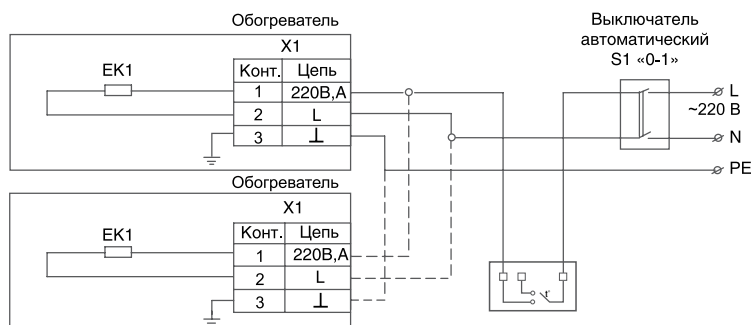 Обогреватель
X1
Конт. Цепь
1 220В,А
2 L
3 ⊥
EK1
Выключатель
автоматический
S1 «0-1»
L
~220 В
N
PE
Обогреватель
X1
Конт. Цепь
1 220В,А
2 L
3 ⊥
EK1
t°